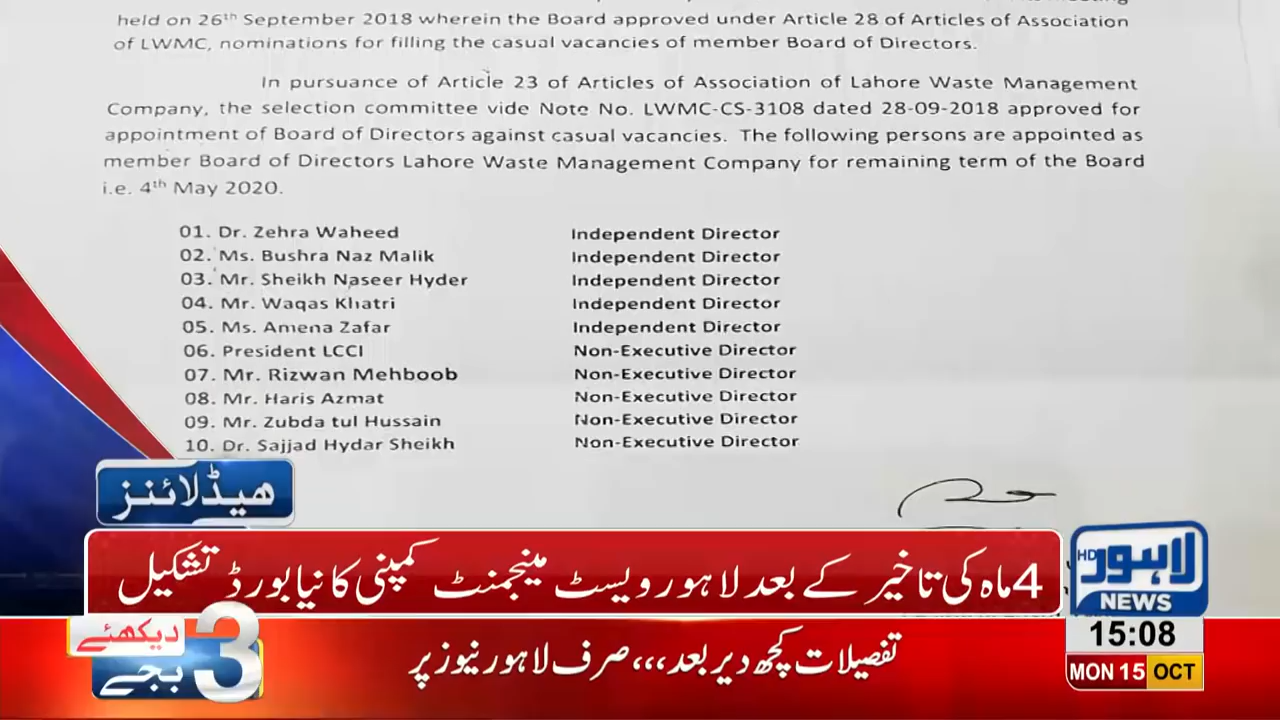 held on 26th September 2018 wherein the Board approved under Article 28 of Articles of Association
of LWMC, nominations for filling the casual vacancies of member Board of Directors.
In pursuance of Article 23 of Articles of Association of Lahore Waste Management
Company, the selection committee vide Note No. LWMC-CS-3108 dated 28-09-2018 approved for
appointment of Board of Directors against casual vacancies. The following persons are appointed as
member Board of Directors Lahore Waste Management Company for remaining term of the Board
i.e. 4th May 2020.
01. Dr. Zehra Waheed Independent Director
02. Ms. Bushra Naz Malik Independent Director
03. Mr. Sheikh Naseer Hyder Independent Director
04. Mr. Waqas Khatri Independent Director
05. Ms. Amena Zafar Independent Director
06. President LCCI Non-Executive Director
07. Mr. Rizwan Mehboob Non-Executive Director
08. Mr. Haris Azmat Non-Executive Director
09. Mr. Zubda tul Hussain Non-Executive Director
10. Dr. Sajjad Hydar Sheikh Non-Executive Director
ھیڈلائنز
4 ماہ کی تاخیر کے بعد لاہور ویسٹ مینجمنٹ کمپنی کا نیا بورڈ تشکیل
HD لاہور
NEWS
دیکھئے
3 بجے
تفصیلات کچھ دیر بعد،،، صرف لاہور نیوز پر
15:08
MON 15 OCT